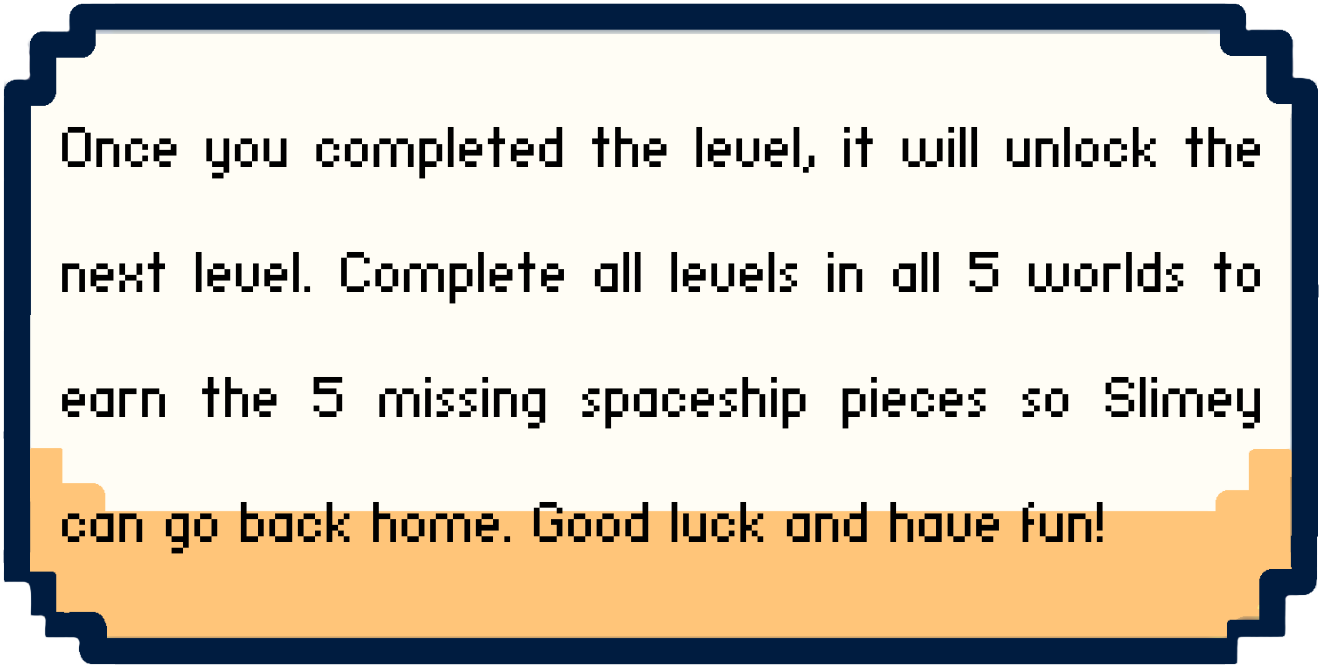 Once you completed the level, it will unlock the
next level. Complete all levels in all 5 worlds to
earn the 5 missing spaceship pieces so Slimey
can go back home. Good luck and have fun!